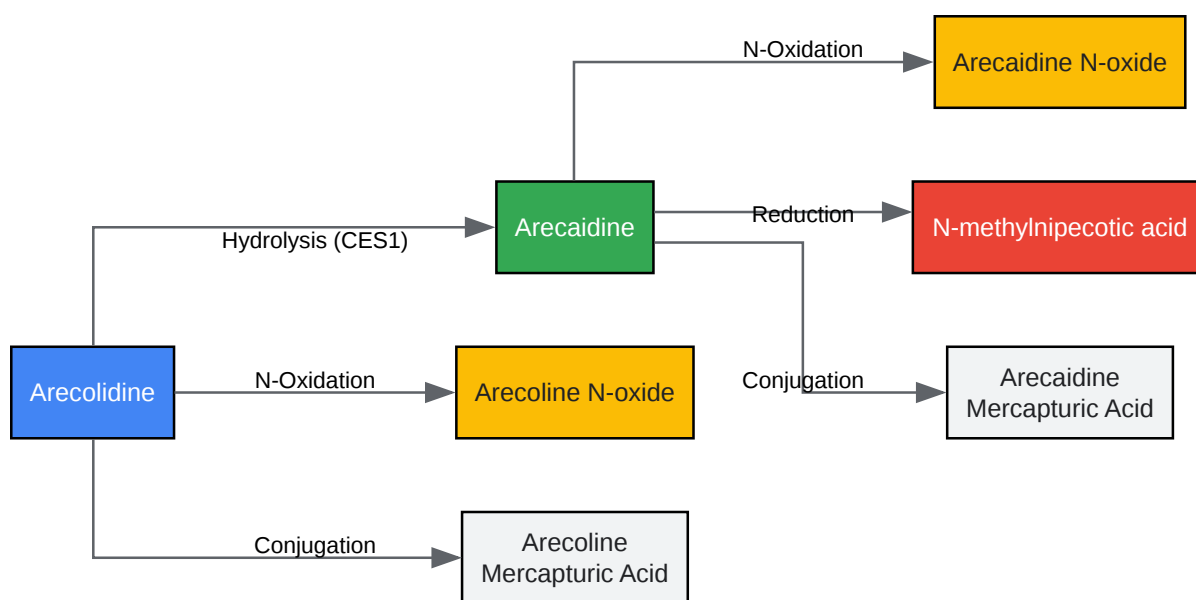 N-Oxidation
Arecaidine N-oxide
Arecaidine
Reduction
N-methylnipecotic acid
Hydrolysis (CES1)
Arecolidine
N-Oxidation
Arecoline N-oxide
Conjugation
Arecaidine
Mercapturic Acid
Conjugation
Arecoline
Mercapturic Acid